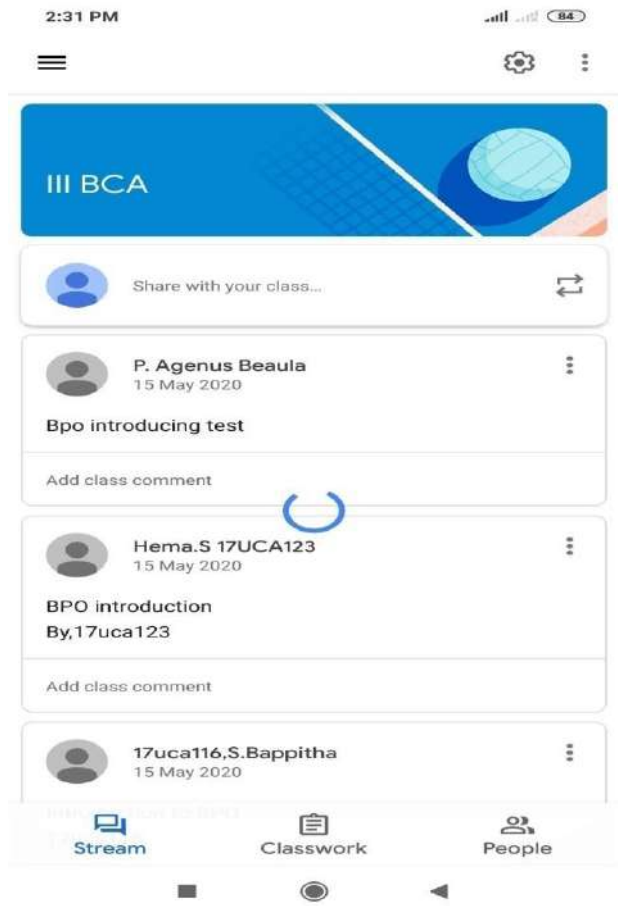 2:31 PM
84
III BCA
Share with your class...
P. Agenus Beaula
15 May 2020
Bpo introducing test
Add class comment
Hema.S 17UCA123
15 May 2020
BPO introduction
By,17uca123
Add class comment
17uca116,S.Bappitha
15 May 2020
Stream
Classwork
People